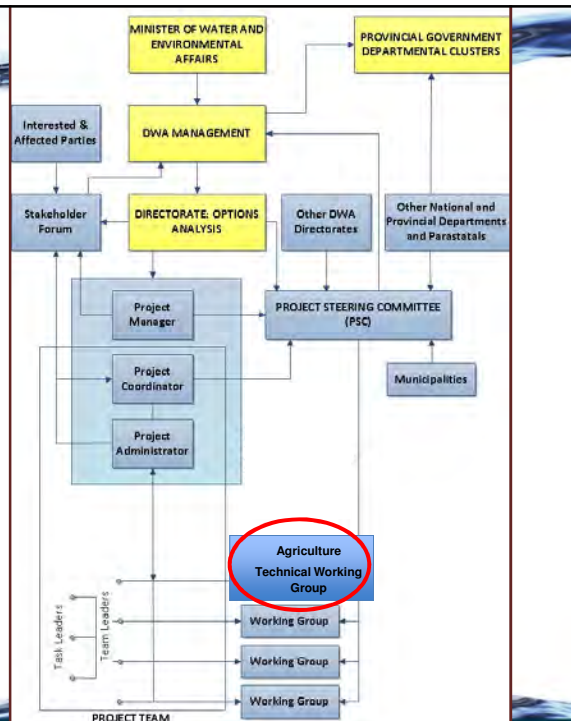 MINISTER OF WATER AND
ENVIRONMENTAL
AFFAIRS
PROVINCIAL GOVERNMENT
DEPARTMENTAL CLUSTERS
Interested &
Affected Parties
DWA MANAGEMENT
Stakeholder
Forum
DIRECTORATE: OPTIONS
ANALYSIS
Other DWA
Directorates
Other National and
Provincial Departments
and Parastatals
Project
Manager
PROJECT STEERING COMMITTEE
(PSC)
Project
Coordinator
Municipalities
Project
Administrator
Agriculture
Technical Working
Group
Task Leaders
Team Leaders
Working Group
Working Group
Working Group
PROJECT TEAM